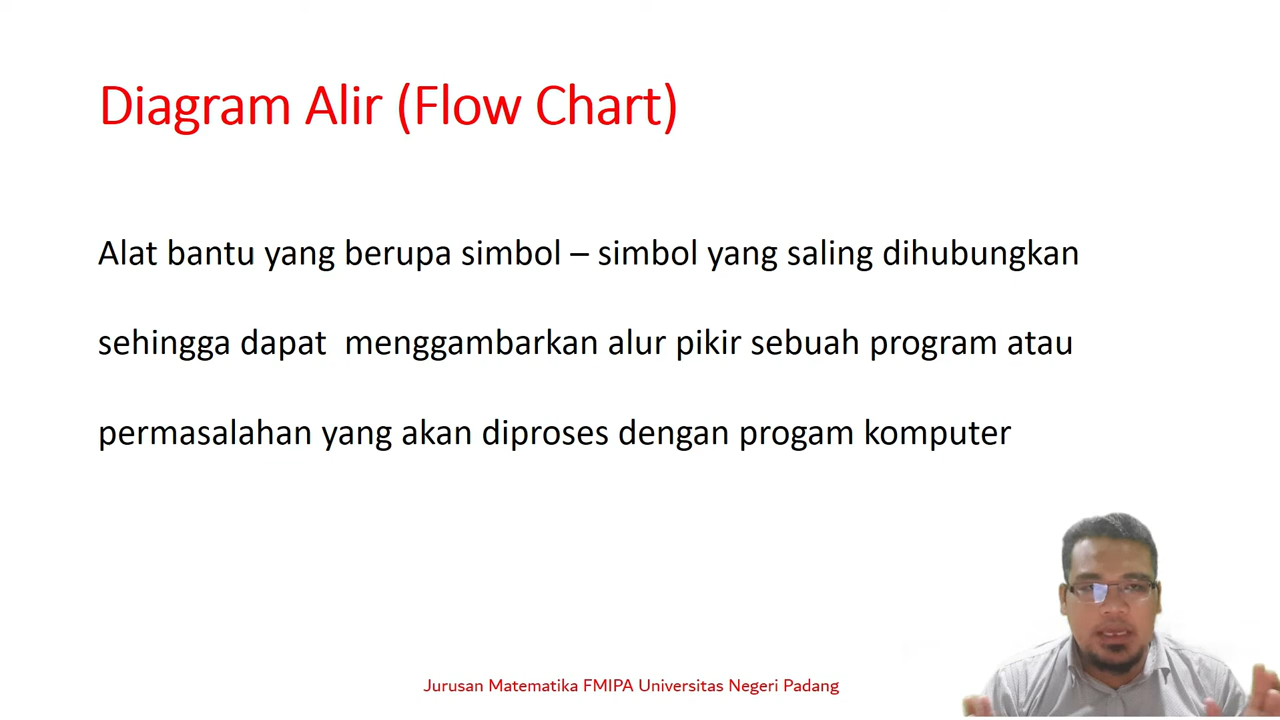 Diagram Alir (Flow Chart)
Alat bantu yang berupa simbol – simbol yang saling dihubungkan
sehingga dapat menggambarkan alur pikir sebuah program atau
permasalahan yang akan diproses dengan progam komputer
Jurusan Matematika FMIPA Universitas Negeri Padang